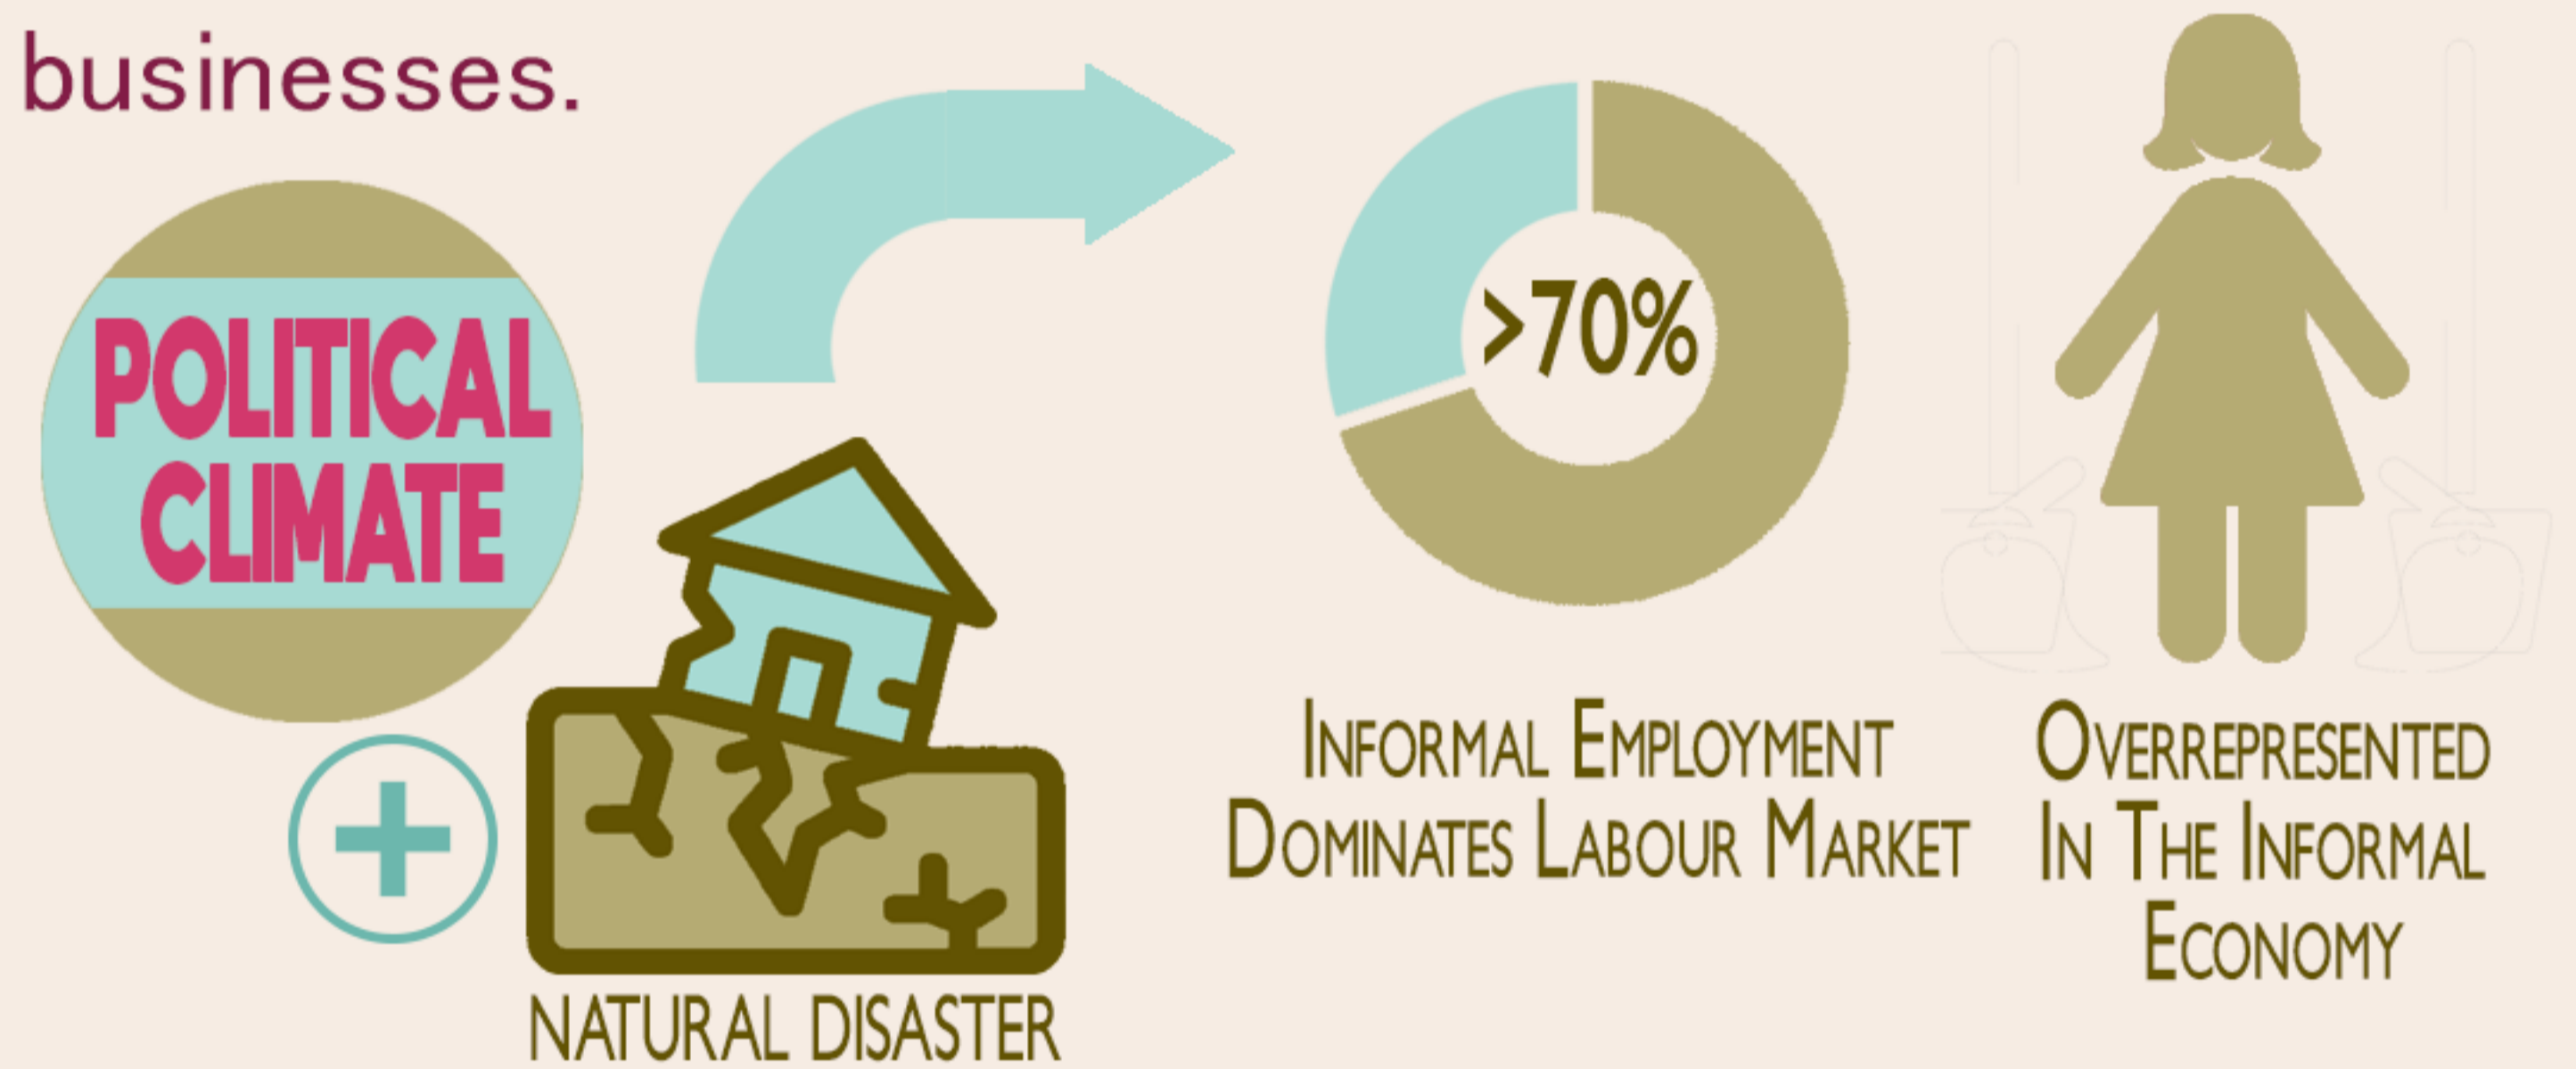 businesses.
POLITICAL
CLIMATE
NATURAL DISASTER
>70%
INFORMAL EMPLOYMENT
DOMINATES LABOUR MARKET
OVERREPRESENTED
IN THE INFORMAL
ECONOMY